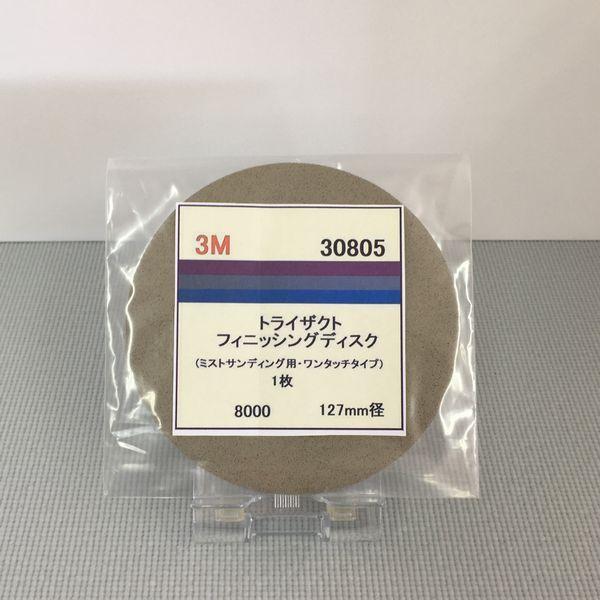 3M 30805
トライザクト
フィニッシングディスク
(ミストサンディング用・ワンタッチタイプ)
1枚
8000 127mm径